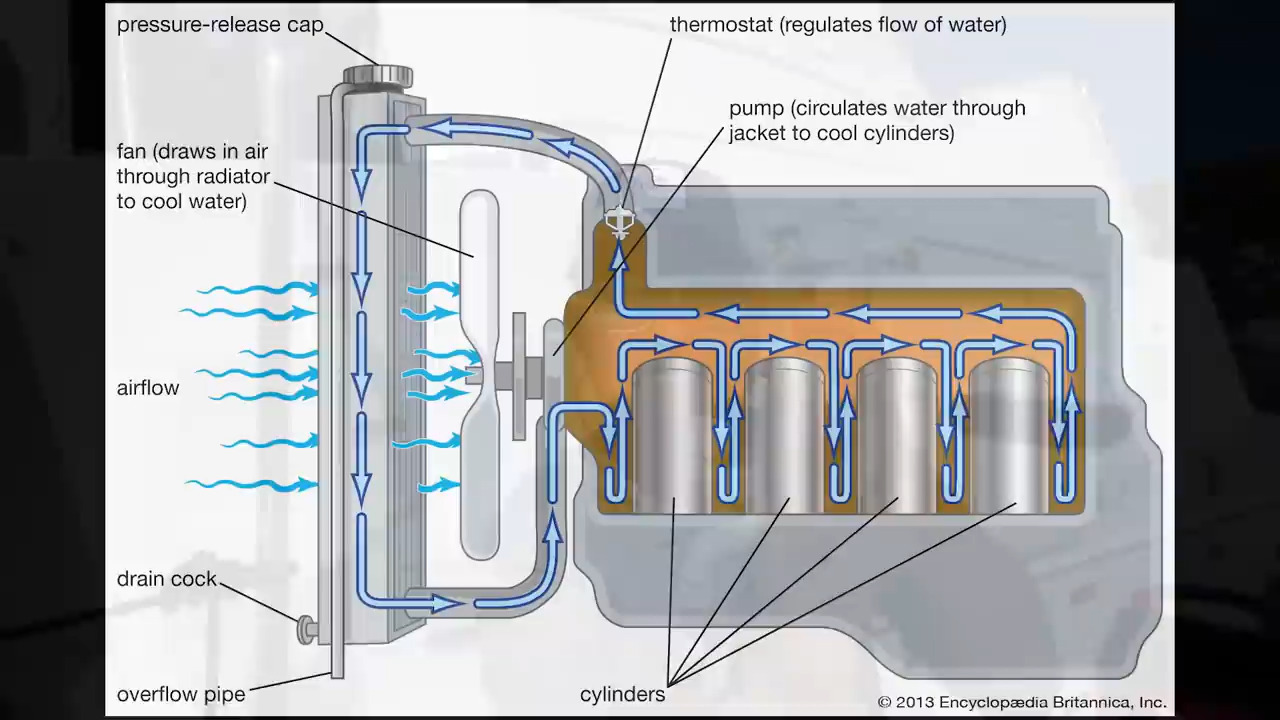 pressure-release cap
thermostat (regulates flow of water)
pump (circulates water through
jacket to cool cylinders)
fan (draws in air
through radiator
to cool water)
airflow
drain cock
overflow pipe
cylinders
© 2013 Encyclopædia Britannica, Inc.